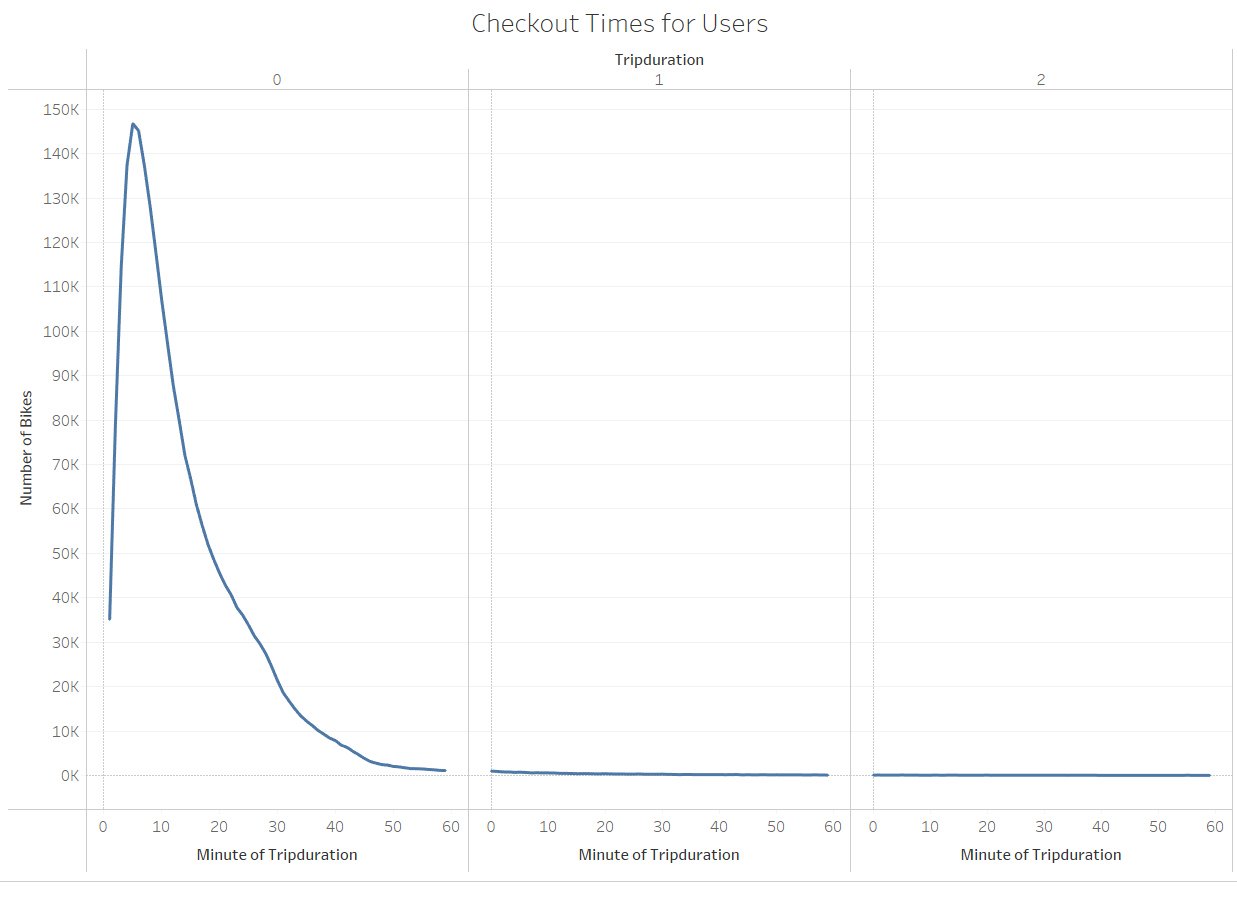 Checkout Times for Users
Tripduration
0 1 2
150K
140K
130K
120K
110K
100K
90K
80K
70K
60K
50K
40K
30K
20K
10K
0K
Number of Bikes
0 10 20 30 40 50 60 0 10 20 30 40 50 60 0 10 20 30 40 50 60
Minute of Tripduration Minute of Tripduration Minute of Tripduration